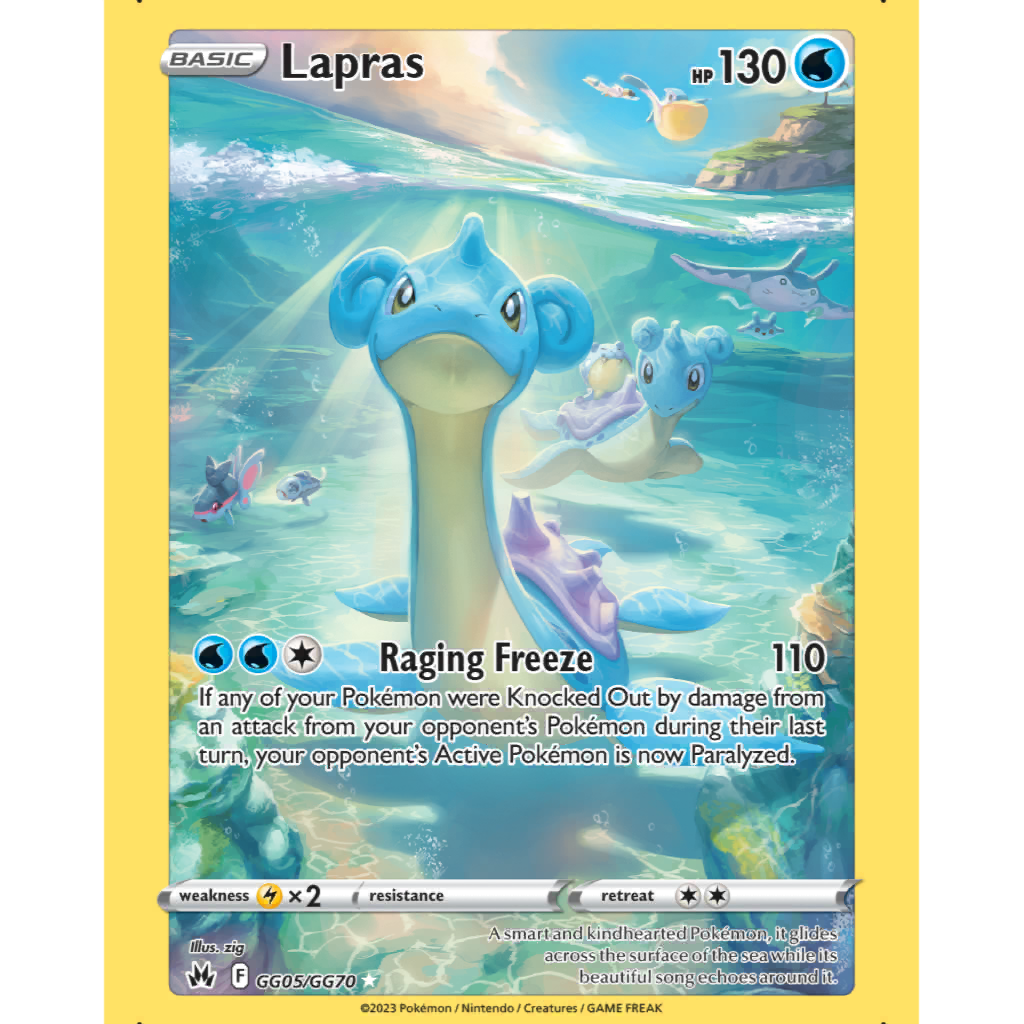 BASIC Lapras HP 130
Raging Freeze 110
If any of your Pokémon were Knocked Out by damage from
an attack from your opponent's Pokémon during their last
turn, your opponent's Active Pokémon is now Paralyzed.
weakness ×2 resistance retreat
A smart and kindhearted Pokémon, it glides
across the surface of the sea while its
beautiful song echoes around it.
Illus. zig
F GG05/GG70
©2023 Pokémon / Nintendo / Creatures / GAME FREAK